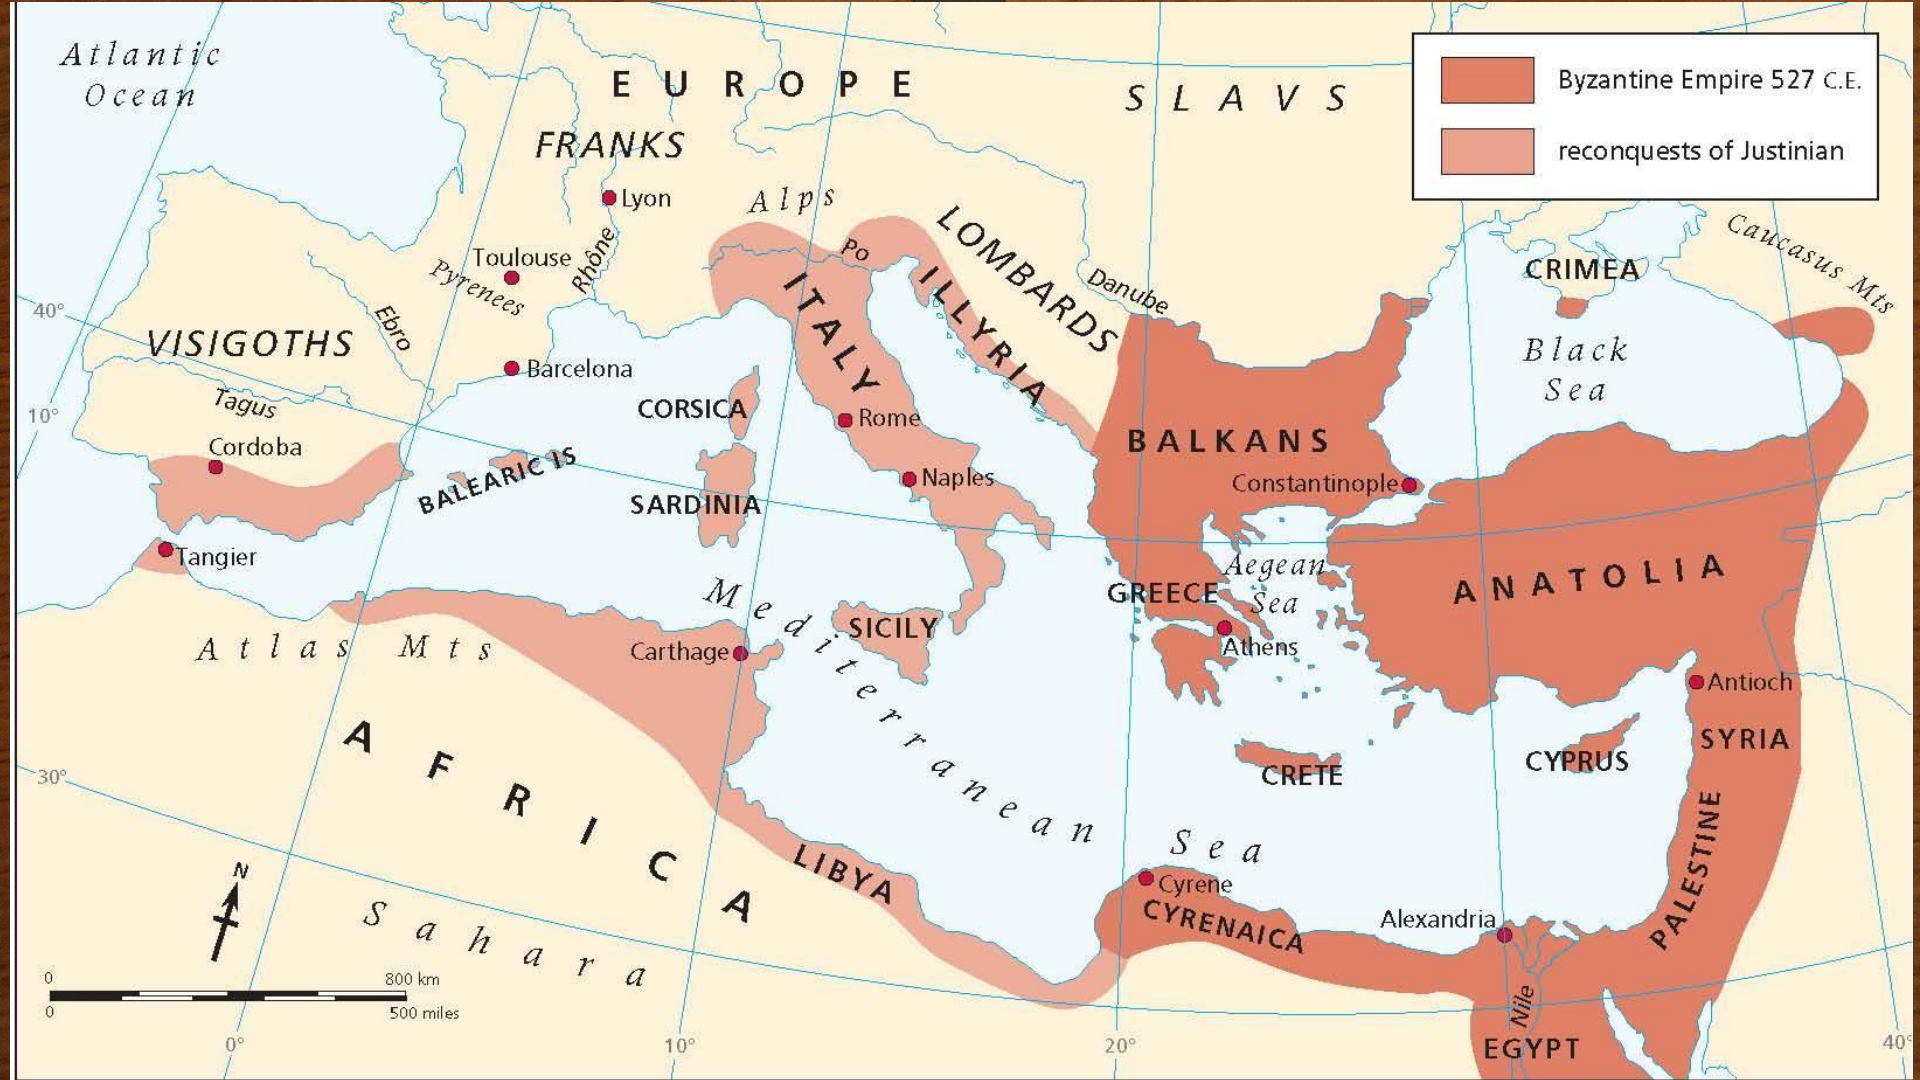 Atlantic
Ocean
EUROPE
SLAVS
Byzantine Empire 527 C.E.
reconquests of Justinian
FRANKS
Lyon
Alps
LOMBARDS
Caucasus Mts
Toulouse
Pyrenees
Rhône
Po
Danube
CRIMEA
40°
VISIGOTHS
Ebro
ITALY
ILLYRIA
Black
Sea
Barcelona
10°
Tagus
CORSICA
Rome
BALKANS
Cordoba
BALEARIC IS
SARDINIA
Naples
Constantinople
Tangier
Aegean
Sea
ANATOLIA
GREECE
Mediterranean Sea
SICILY
Athens
Atlas Mts
Carthage
Antioch
AFRICA
SYRIA
CRETE
CYPRUS
30°
PALESTINE
LIBYA
Cyrene
CYRENAICA
Alexandria
N
Sahara
0
800 km
0
500 miles
Nile
EGYPT
0°
10°
20°
40°